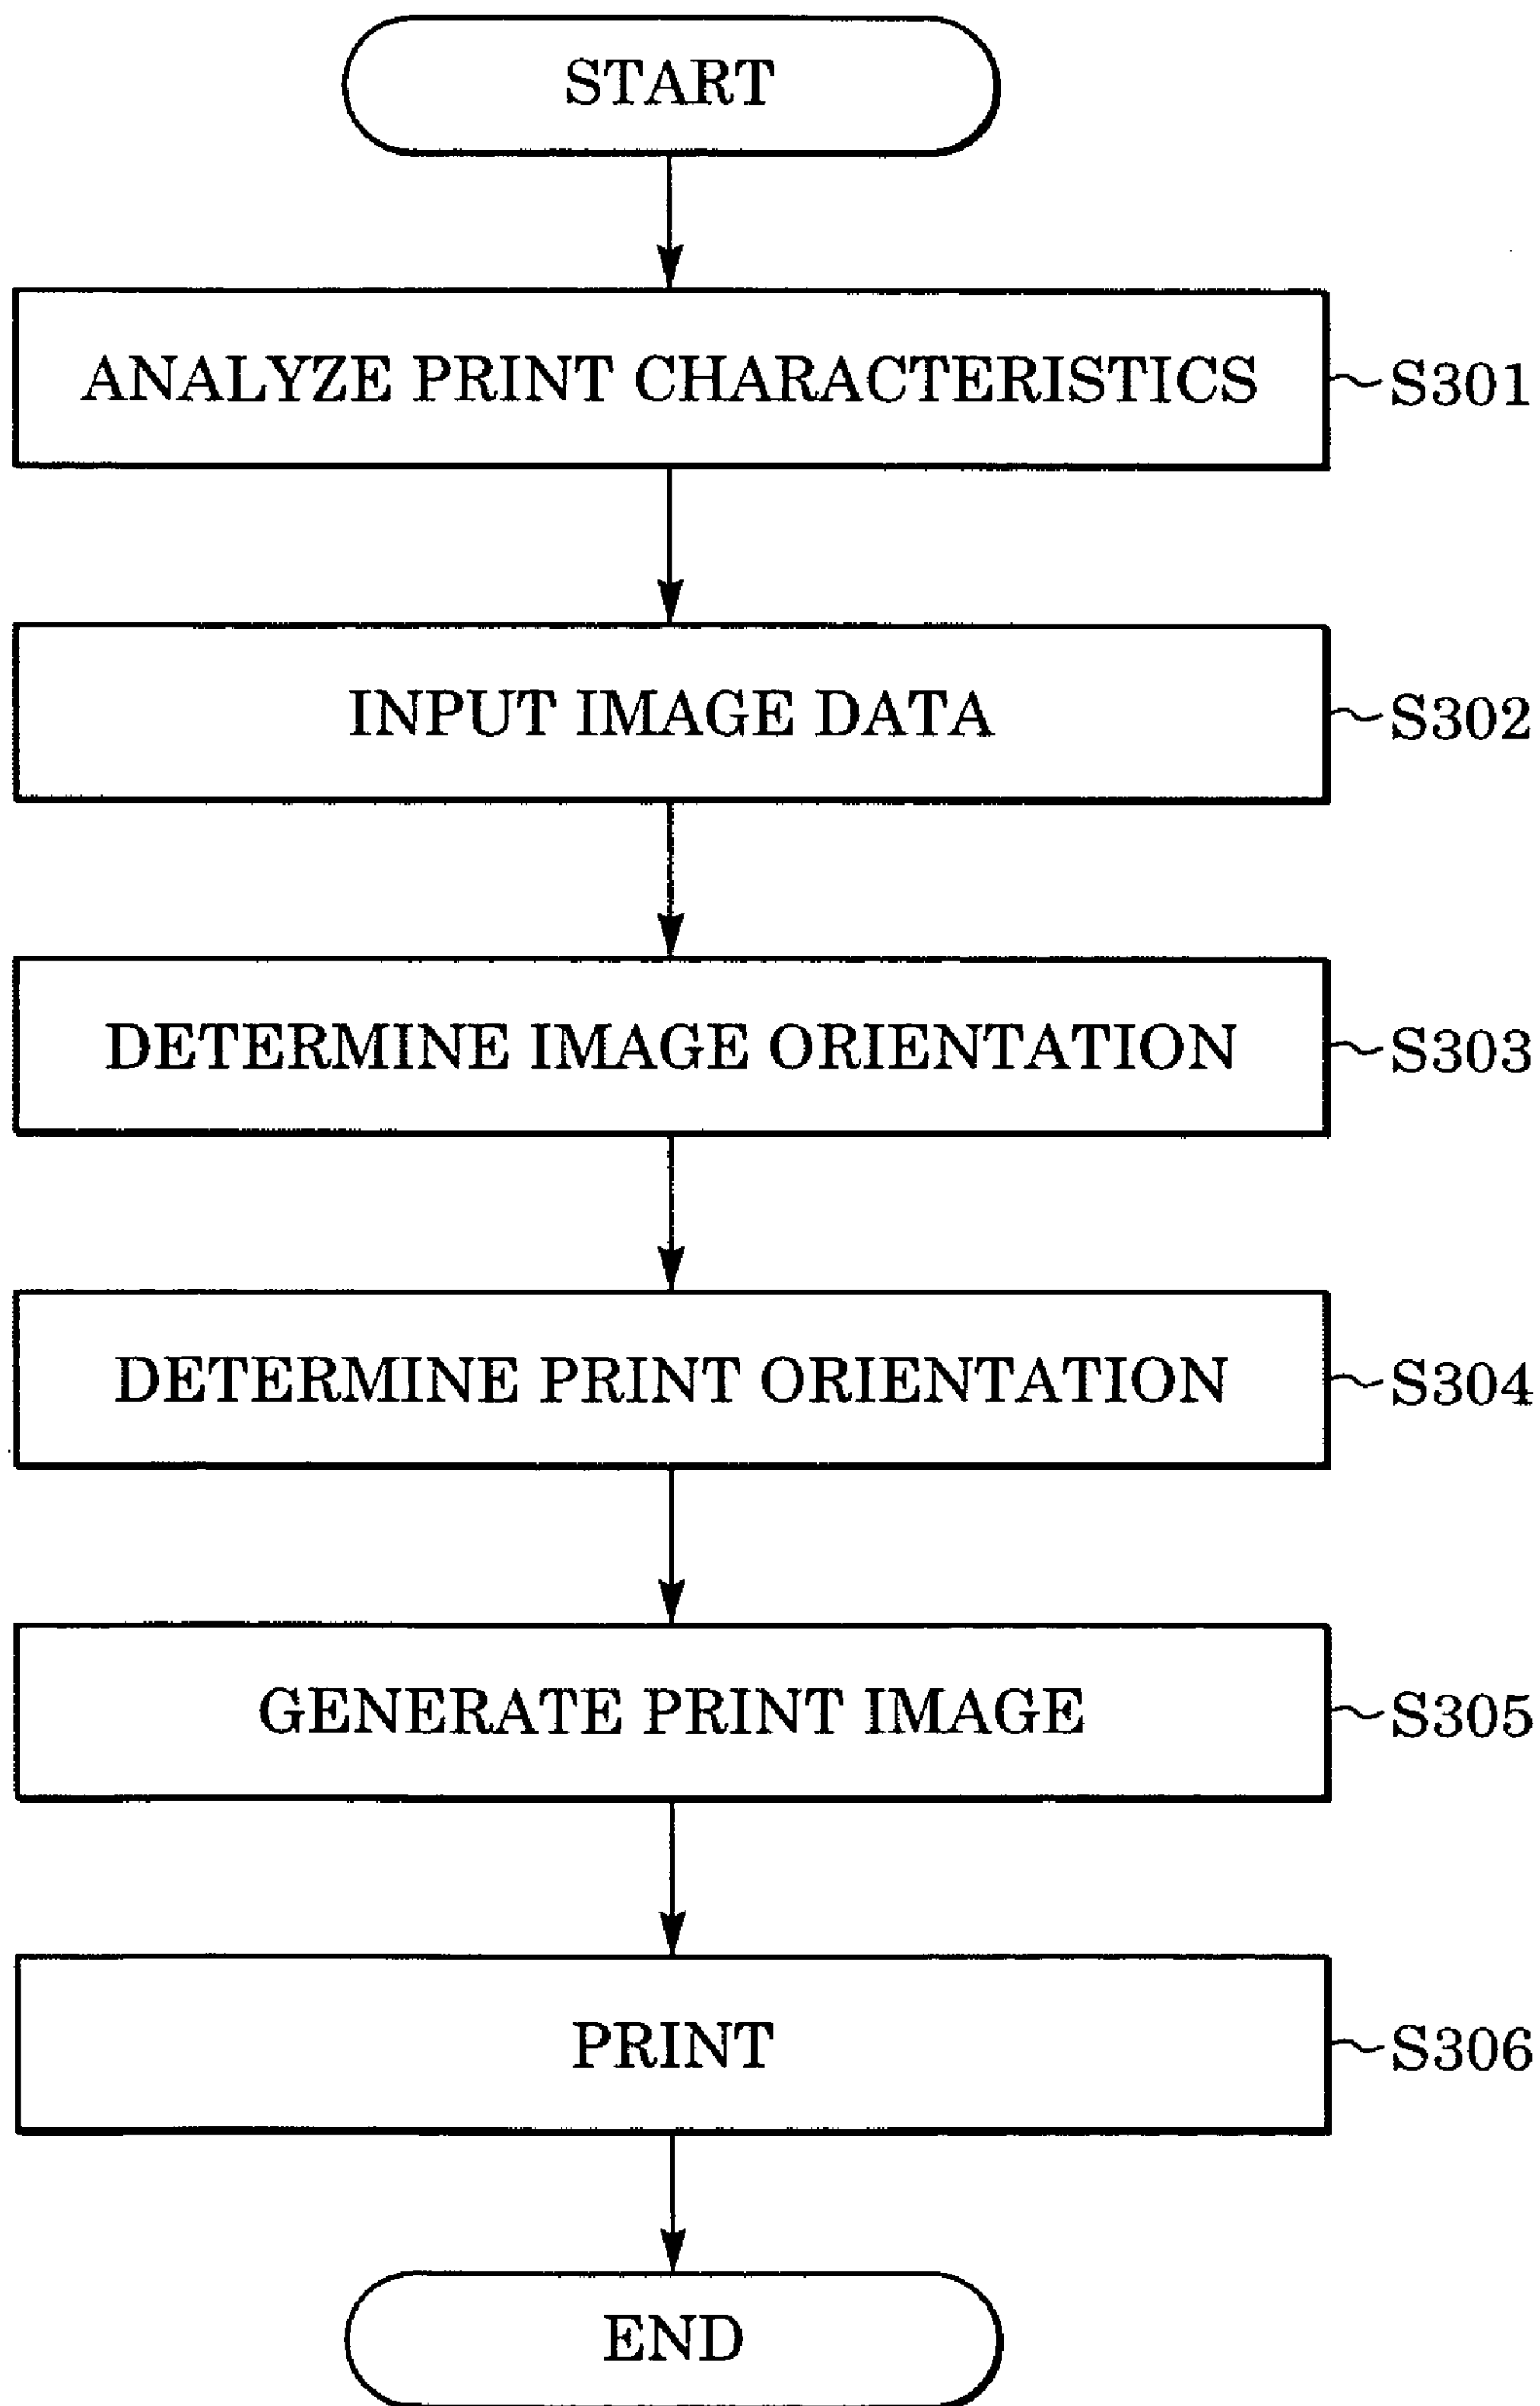 START
ANALYZE PRINT CHARACTERISTICS S301
INPUT IMAGE DATA S302
DETERMINE IMAGE ORIENTATION S303
DETERMINE PRINT ORIENTATION S304
GENERATE PRINT IMAGE S305
PRINT S306
END